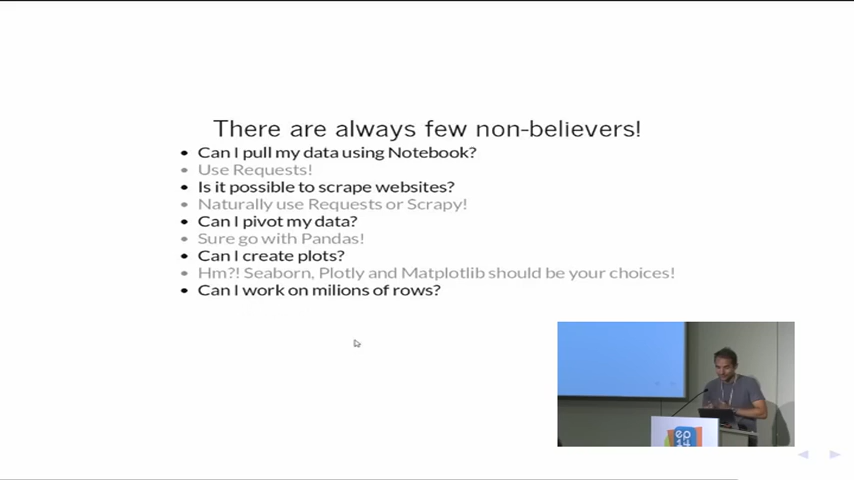 There are always few non-believers!
Can I pull my data using Notebook?
Use Requests!
Is it possible to scrape websites?
Naturally use Requests or Scrapy!
Can I pivot my data?
Sure go with Pandas!
Can I create plots?
Hm?! Seaborn, Plotly and Matplotlib should be your choices!
Can I work on milions of rows?
ep
14